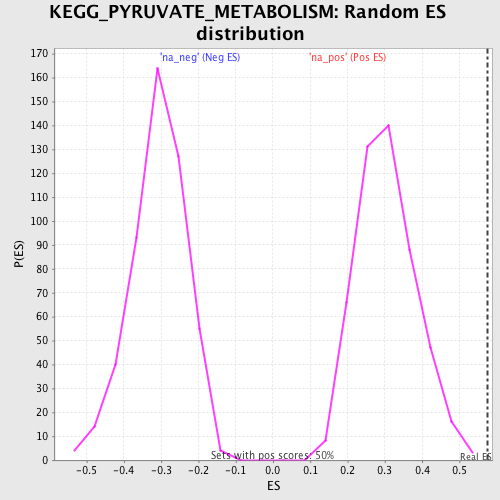 KEGG_PYRUVATE_METABOLISM: Random ES
distribution
'na_neg' (Neg ES)
'na_pos' (Pos ES)
170
160
150
140
130
120
110
100
90
80
70
60
50
40
30
20
10
0
P(ES)
Sets with pos scores: 50%
Real ES
-0.5 -0.4 -0.3 -0.2 -0.1 0.0 0.1 0.2 0.3 0.4 0.5
ES